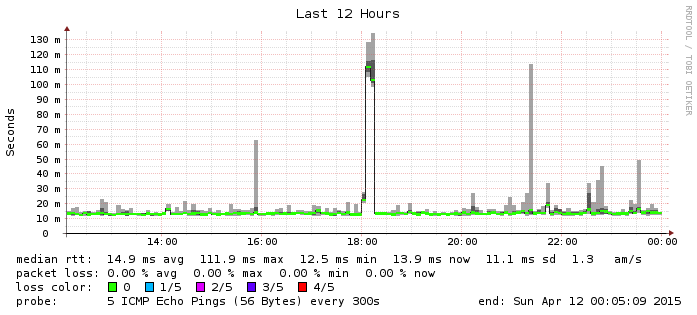 Last 12 Hours
RRDTOOL / TOBI OETIKER
Seconds
130 m
120 m
110 m
100 m
90 m
80 m
70 m
60 m
50 m
40 m
30 m
20 m
10 m
0
14:00 16:00 18:00 20:00 22:00 00:00
median rtt: 14.9 ms avg 111.9 ms max 12.5 ms min 13.9 ms now 11.1 ms sd 1.3 am/s
packet loss: 0.00 % avg 0.00 % max 0.00 % min 0.00 % now
loss color: 0 1/5 2/5 3/5 4/5
probe: 5 ICMP Echo Pings (56 Bytes) every 300s end: Sun Apr 12 00:05:09 2015